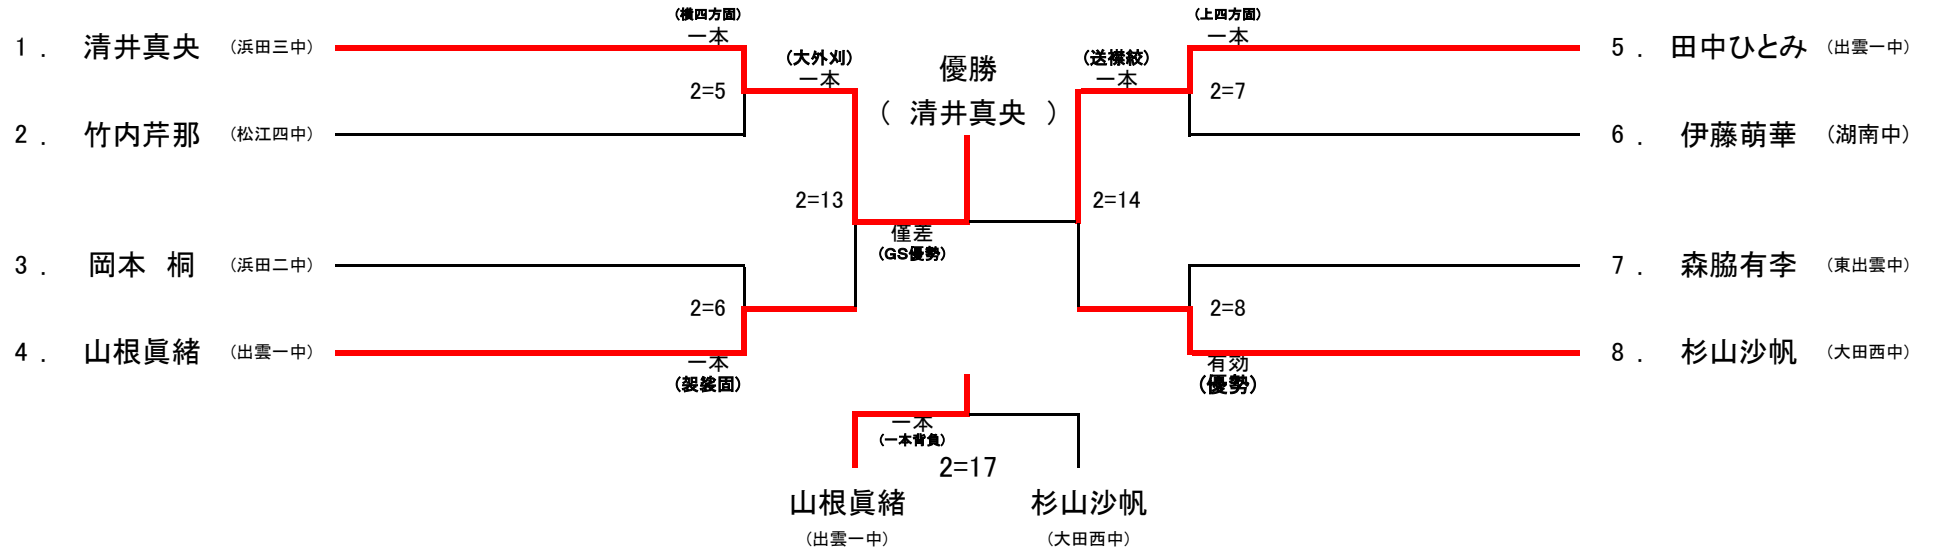 (横四方固)
一本
1． 清井真央 （浜田三中）
(大外刈)
一本
2=5
2． 竹内芹那 （松江四中）
2=13
3． 岡本　桐 （浜田二中）
2=6
4． 山根眞緒 （出雲一中）
一本
(袈裟固)
優勝
（ 清井真央 ）
僅差
(GS優勢)
(上四方固)
一本
5． 田中ひとみ （出雲一中）
(送襟絞)
一本
2=7
6． 伊藤萌華 （湖南中）
2=14
7． 森脇有李 （東出雲中）
2=8
8． 杉山沙帆 （大田西中）
有効
(優勢)
一本
(一本背負)
2=17
山根眞緒 杉山沙帆
（出雲一中） （大田西中）